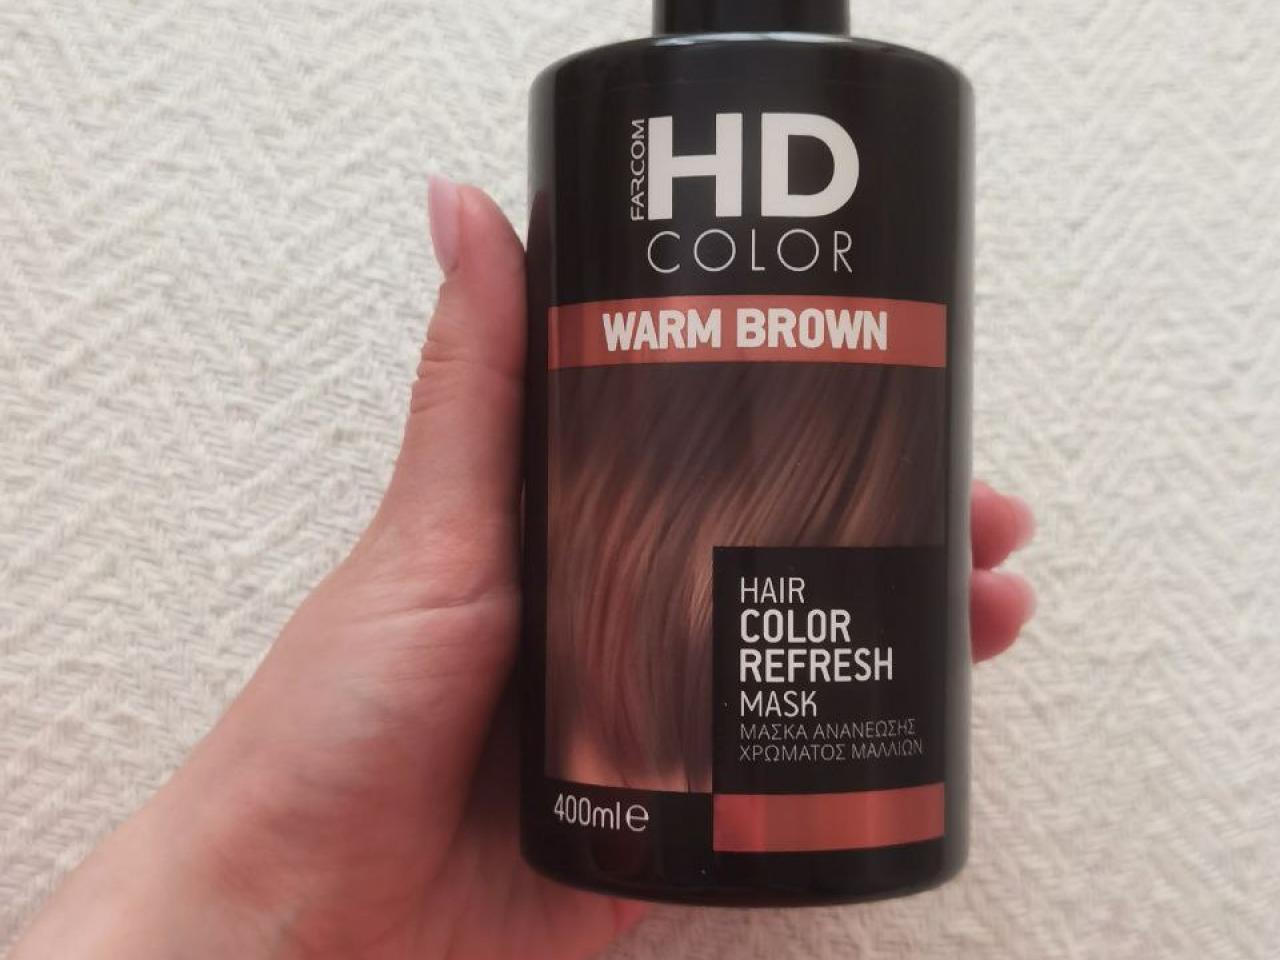 FARCOM
HD
COLOR
WARM BROWN
HAIR
COLOR
REFRESH
MASK
ΜΑΣΚΑ ΑΝΑΝΕΩΣΗΣ
ΧΡΩΜΑΤΟΣ ΜΑΛΛΙΩΝ
400ml e